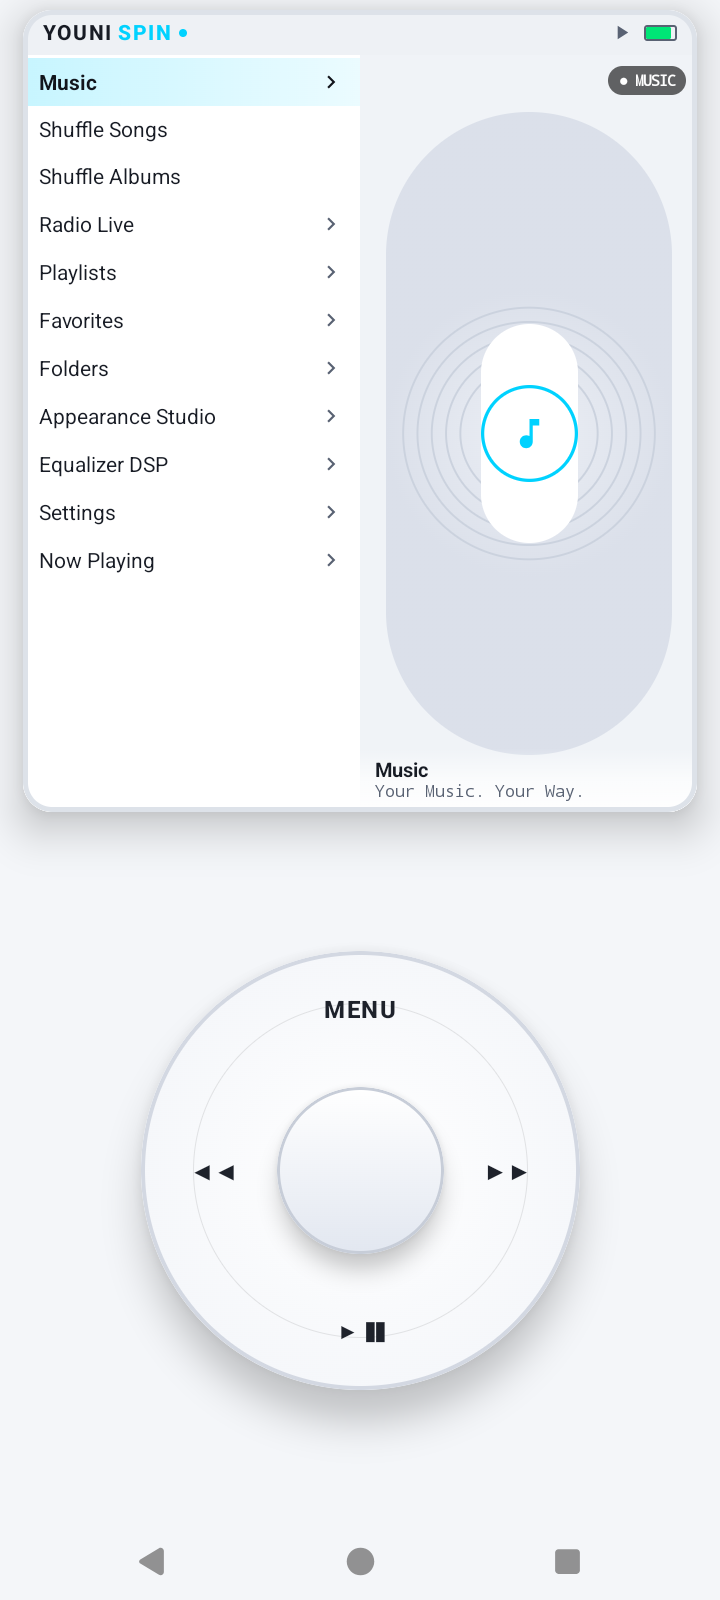 YOUNI SPIN
Music
Shuffle Songs
Shuffle Albums
Radio Live
Playlists
Favorites
Folders
Appearance Studio
Equalizer DSP
Settings
Now Playing
MUSIC
Music
Your Music. Your Way.
MENU